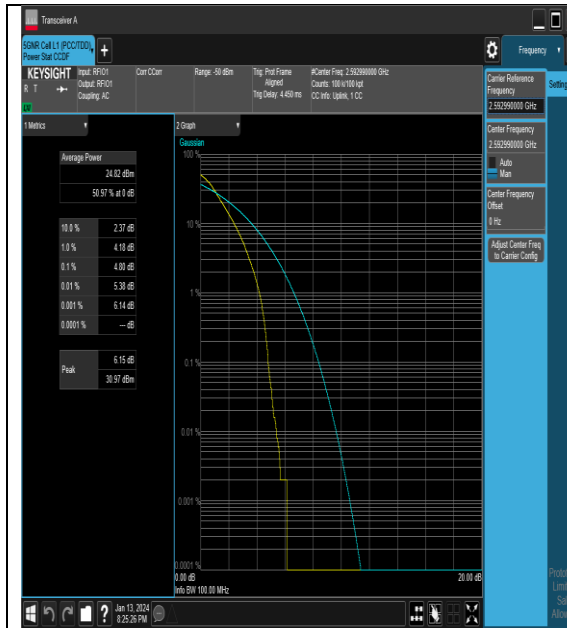 Transceiver A
5GNR Cell L1 (PCC/TDD),
Power Stat CCDF
Frequency
KEYSIGHT
R T
Input: RFIO1
Output: RFIO1
Coupling: AC
Corr CCorr
Range: -50 dBm
Trig: Prot Frame
Aligned
Trig Delay: 4.450 ms
#Center Freq: 2.592990000 GHz
Counts: 100 k/100 kpt
CC Info: Uplink, 1 CC
Carrier Reference
Frequency
2.592990000 GHz
Setting
Center Frequency
2.592990000 GHz
Auto
Man
Center Frequency
Offset
0 Hz
Adjust Center Freq
to Carrier Config
1 Metrics
Average Power
24.82 dBm
50.97 % at 0 dB
10.0 % 2.37 dB
1.0 % 4.18 dB
0.1 % 4.80 dB
0.01 % 5.38 dB
0.001 % 6.14 dB
0.0001 % --- dB
Peak
6.15 dB
30.97 dBm
2 Graph
Gaussian
100 %
10 %
1 %
0.1 %
0.01 %
0.001 %
0.0001 %
0.00 dB
20.00 dB
Info BW 100.00 MHz
Jan 13, 2024
8:25:26 PM